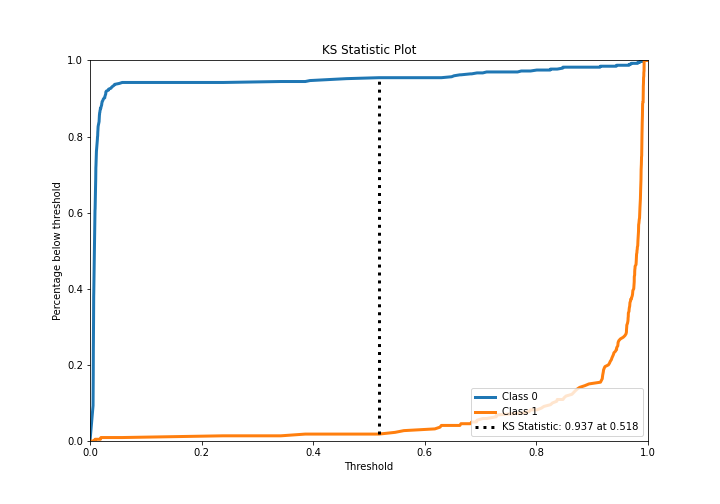 KS Statistic Plot
Percentage below threshold
1.0
0.8
0.6
0.4
0.2
0.0
0.0 0.2 0.4 0.6 0.8 1.0
Threshold
Class 0
Class 1
KS Statistic: 0.937 at 0.518